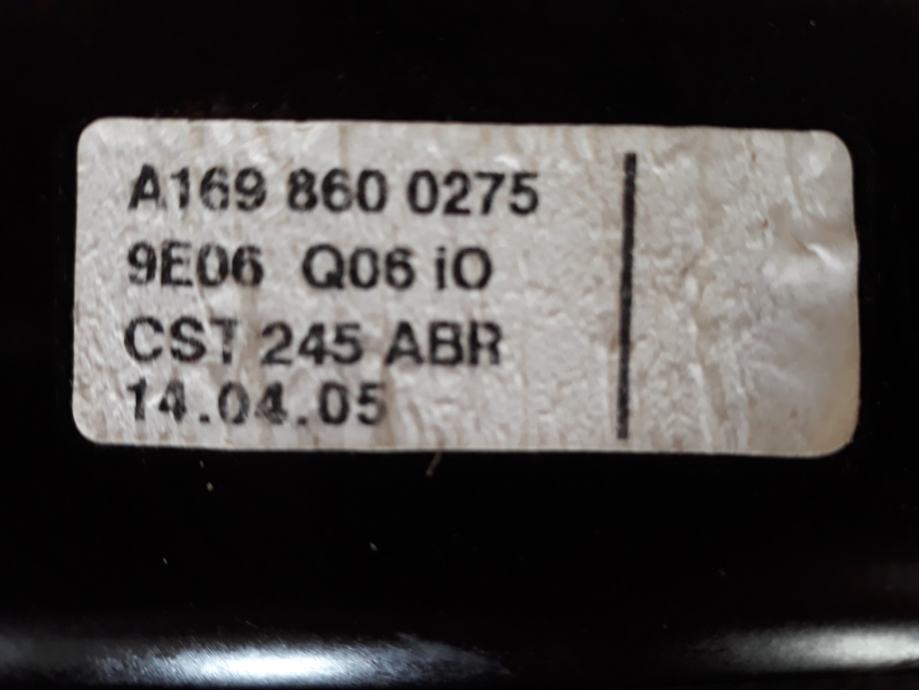 A169 860 0275
9E06 Q06 iO
CST 245 ABR
14.04.05